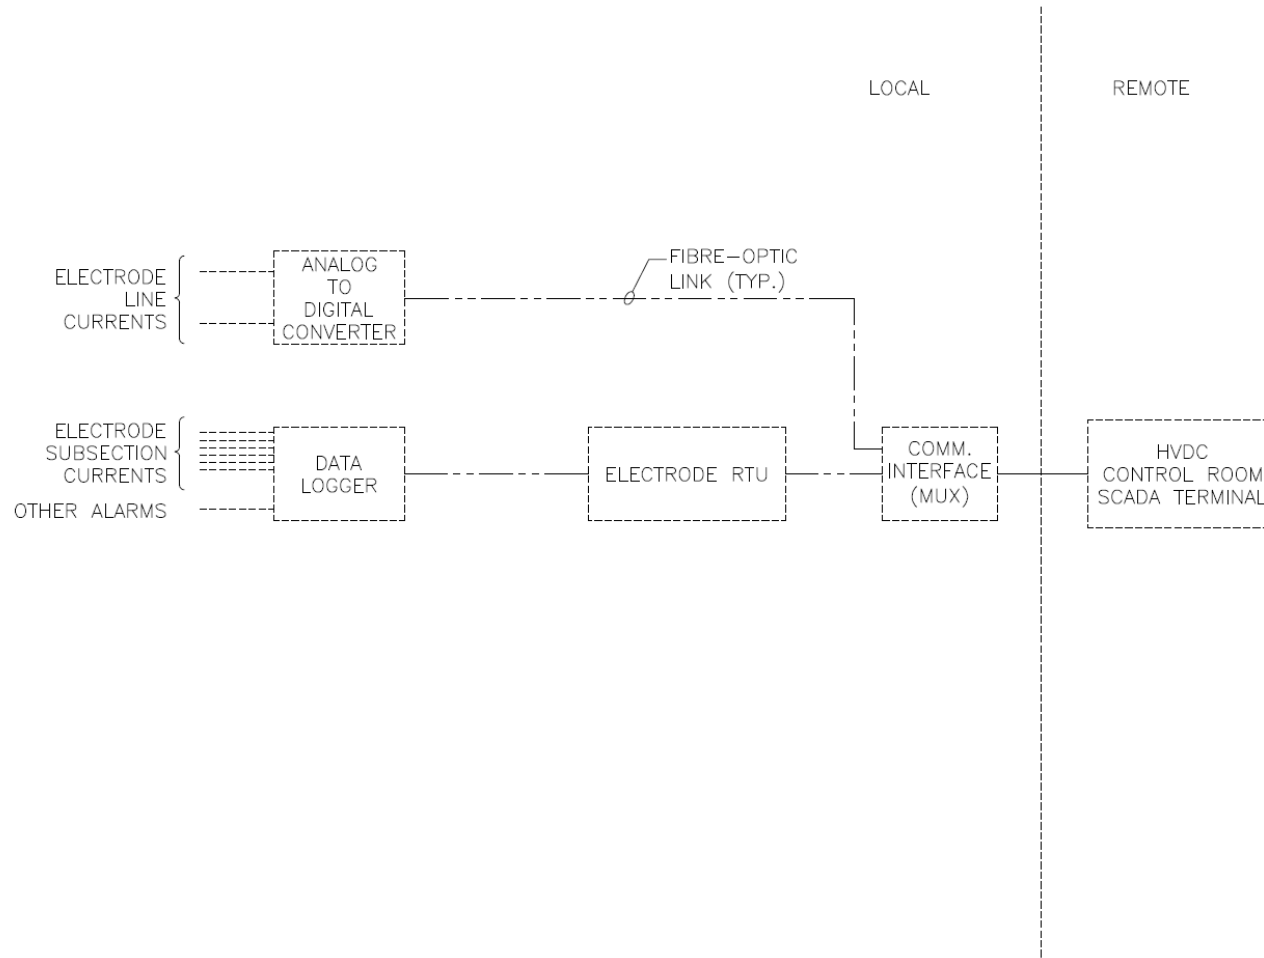 LOCAL
REMOTE
ELECTRODE
LINE
CURRENTS
ANALOG
TO
DIGITAL
CONVERTER
FIBRE-OPTIC
LINK (TYP.)
ELECTRODE
SUBSECTION
CURRENTS
OTHER ALARMS
DATA
LOGGER
ELECTRODE RTU
COMM.
INTERFACE
(MUX)
HVDC
CONTROL ROOM
SCADA TERMINAL